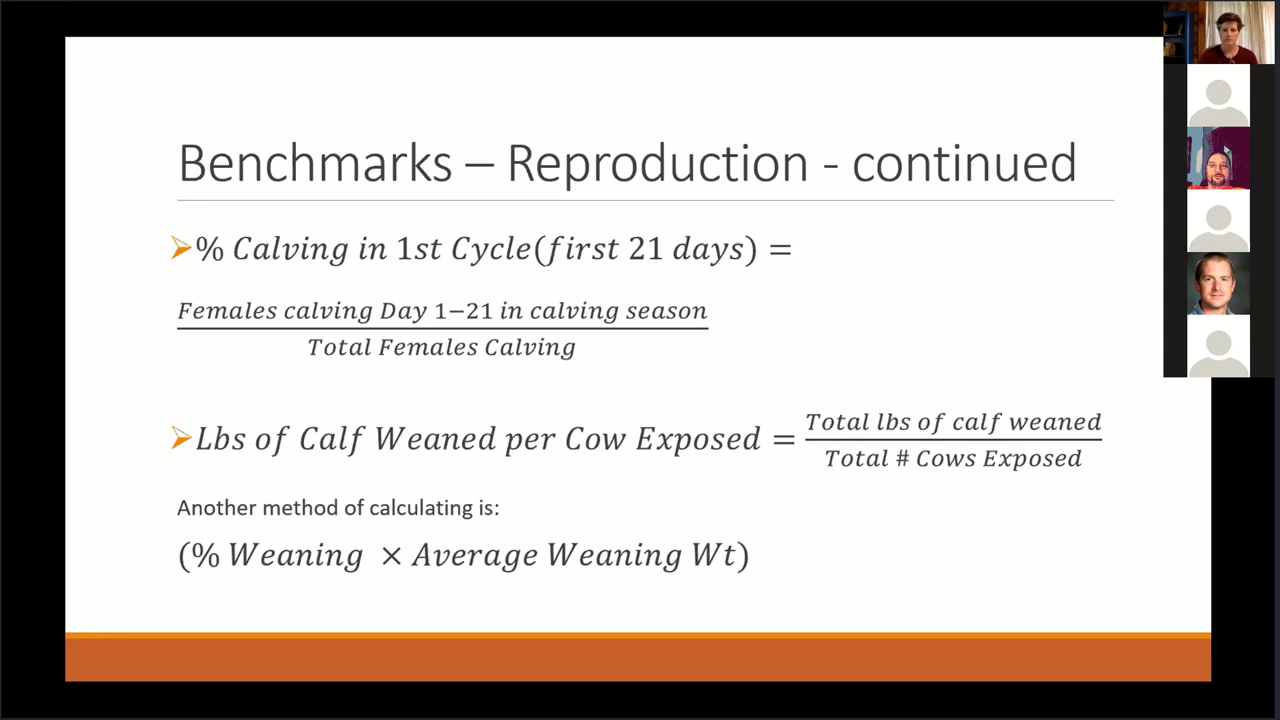 Benchmarks – Reproduction - continued
% Calving in 1st Cycle(first 21 days) =
Females calving Day 1−21 in calving season
Total Females Calving
Lbs of Calf Weaned per Cow Exposed = Total lbs of calf weaned
Total # Cows Exposed
Another method of calculating is:
(% Weaning × Average Weaning Wt)